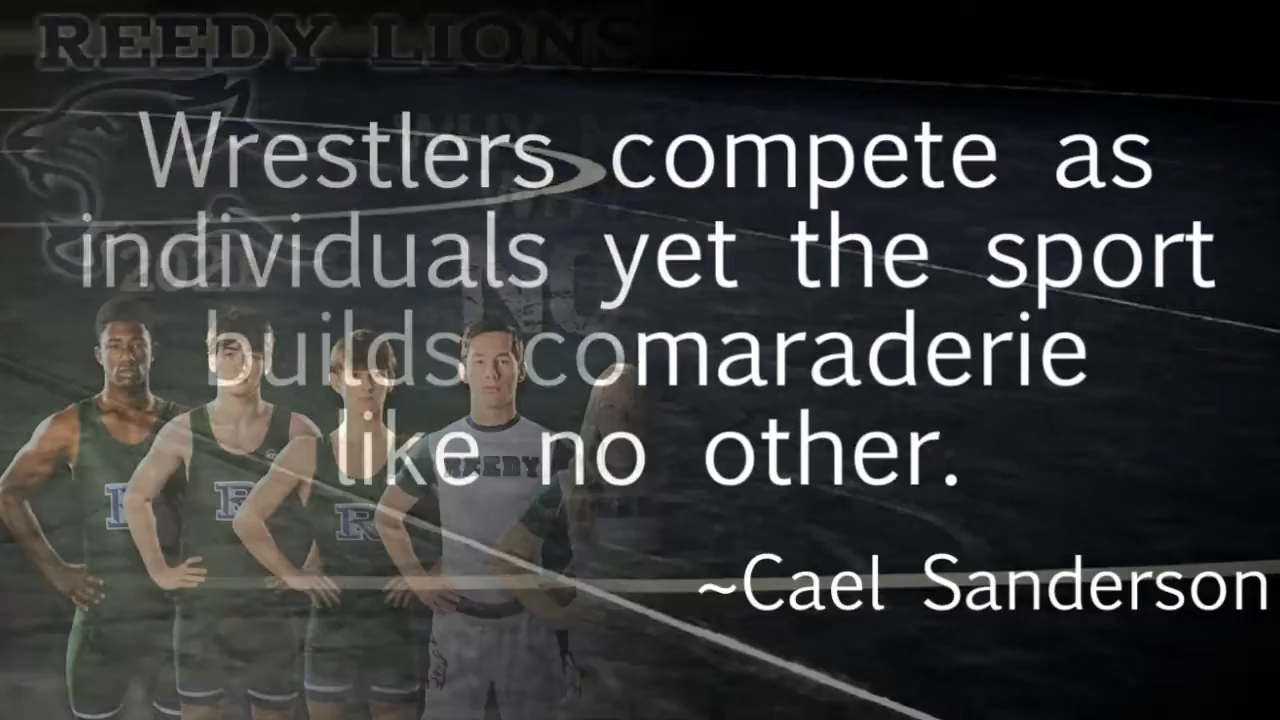 REEDY LIONS
Wrestlers compete as
individuals yet the sport
builds comaraderie
like no other.
REEDY
R
R
~Cael Sanderson